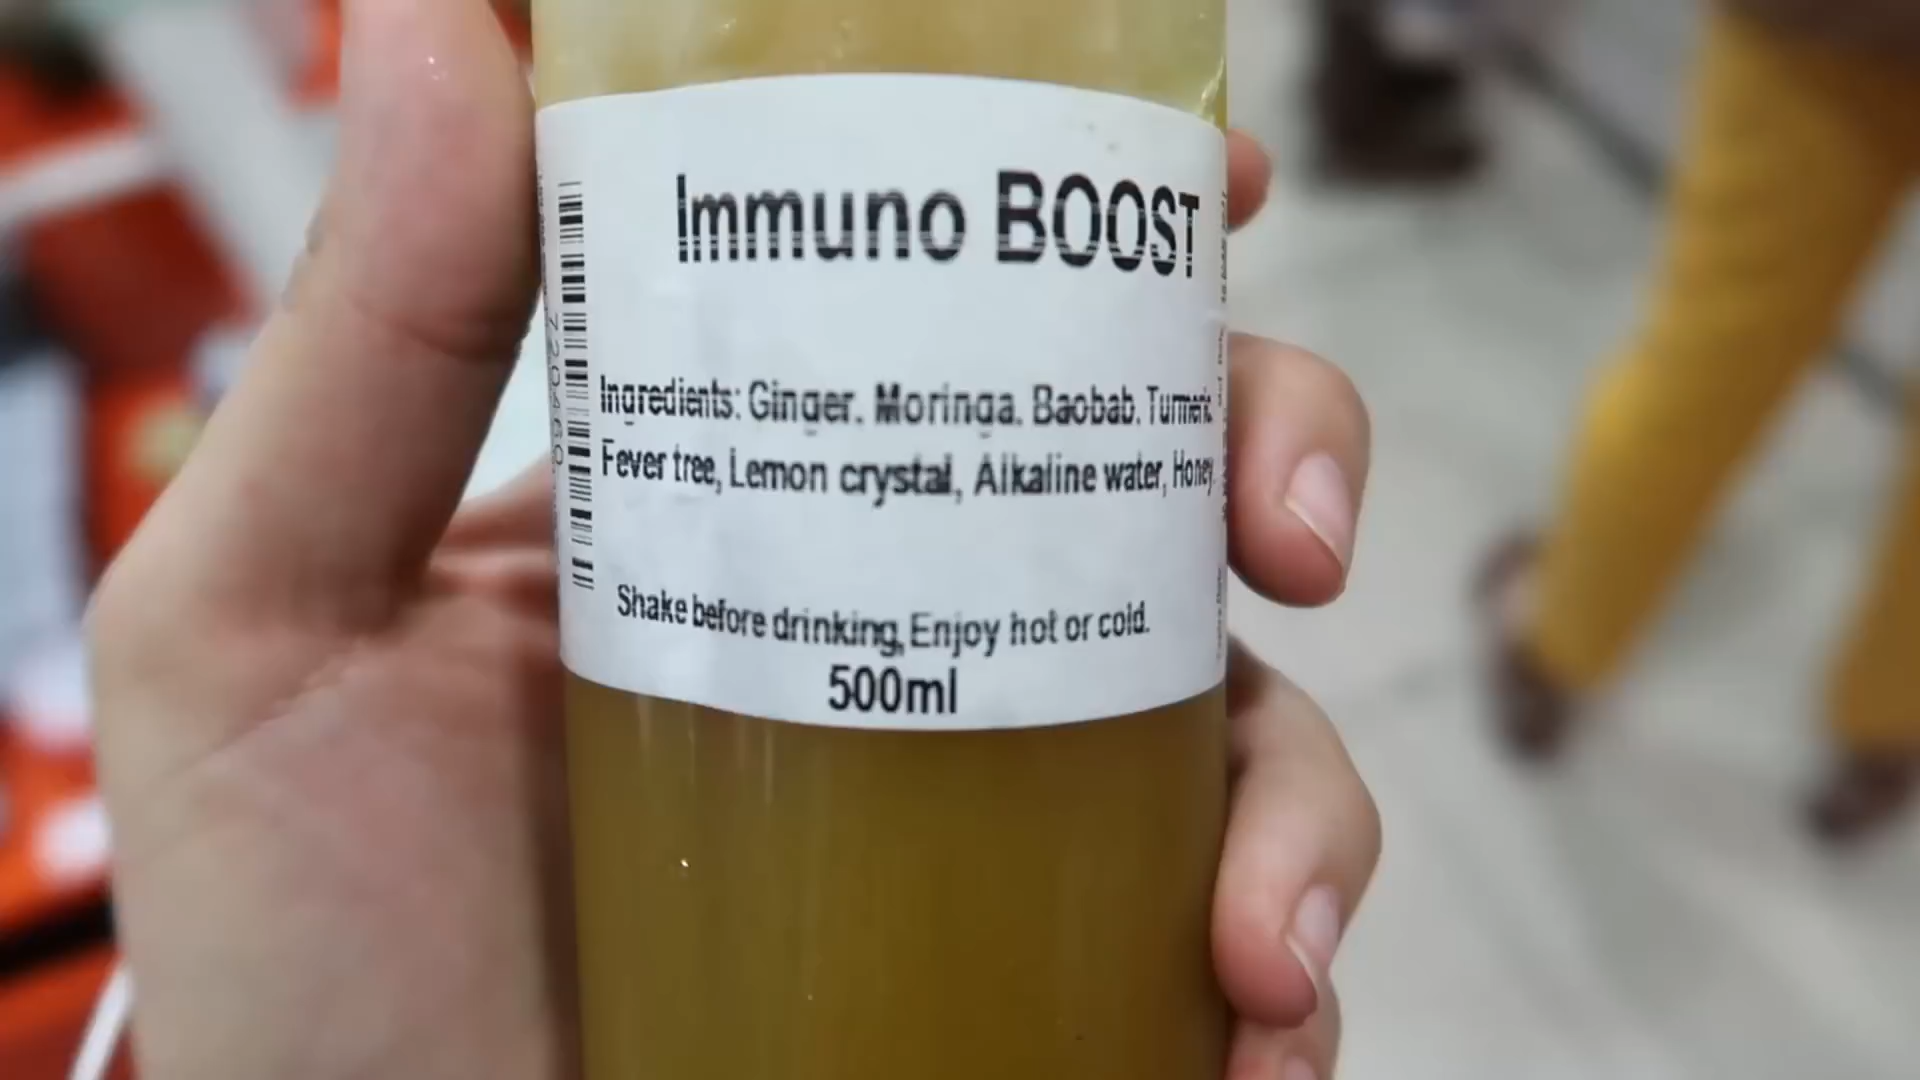 Immuno BOOST
Ingredients: Ginger. Moringa. Baobab. Turmeric
Fever tree, Lemon crystal, Alkaline water, Honey
Shake before drinking, Enjoy hot or cold.
500ml